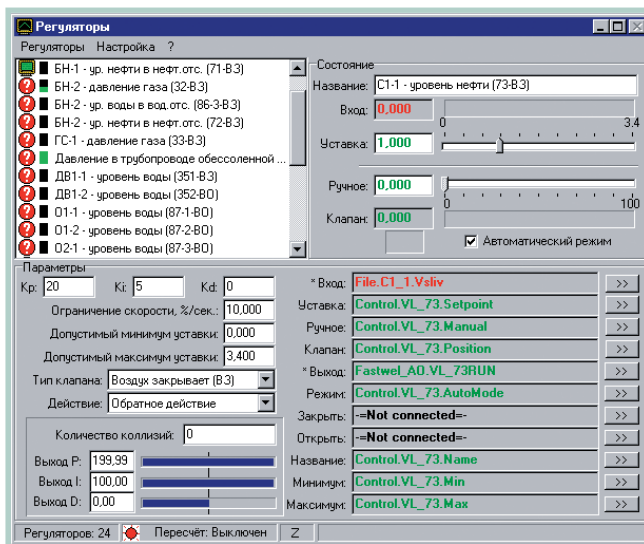 Регуляторы
Регуляторы Настройка ?
БН-1 - ур. нефти в нефт.отс. (71-ВЗ)
БН-2 - давление газа (32-ВЗ)
БН-2 - ур. воды в вод.отс. (86-3-ВЗ)
БН-2 - ур. нефти в нефт.отс. (72-ВЗ)
ГС-1 - давление газа (33-ВЗ)
Давление в трубопроводе обессоленной ...
ДВ1-1 - уровень воды (351-ВЗ)
ДВ1-2 - уровень воды (352-ВО)
О1-1 - уровень воды (87-1-ВО)
О1-2 - уровень воды (87-2-ВО)
О2-1 - уровень воды (87-3-ВО)
Состояние
Название: С1-1 - уровень нефти (73-ВЗ)
Вход: 0,000
0 3.4
Уставка: 1,000
Ручное: 0,000
0 100
Клапан: 0,000
Автоматический режим
Параметры
Kp: 20 Ki: 5 Kd: 0
Ограничение скорости, %/сек.: 10,000
Допустимый минимум уставки: 0,000
Допустимый максимум уставки: 3,400
Тип клапана: Воздух закрывает (ВЗ)
Действие: Обратное действие
Количество коллизий: 0
Выход P: 199,99
Выход I: 100,00
Выход D: 0,00
* Вход: File.C1_1.Vsliv >>
Уставка: Control.VL_73.Setpoint >>
Ручное: Control.VL_73.Manual >>
Клапан: Control.VL_73.Position >>
* Выход: Fastwel_AO.VL_73RUN >>
Режим: Control.VL_73.AutoMode >>
Закрыть: -=Not connected=- >>
Открыть: -=Not connected=- >>
Название: Control.VL_73.Name >>
Минимум: Control.VL_73.Min >>
Максимум: Control.VL_73.Max >>
Регуляторов: 24 Пересчёт: Выключен Z